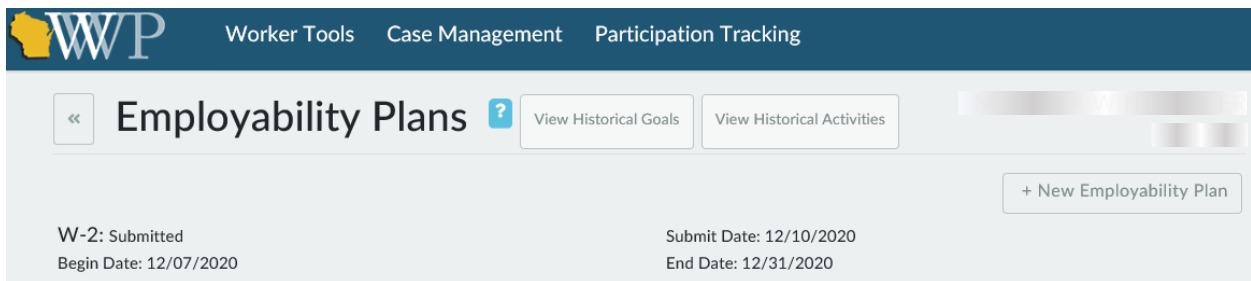 WWP Worker Tools Case Management Participation Tracking
« Employability Plans ? View Historical Goals View Historical Activities
+ New Employability Plan
W-2: Submitted Submit Date: 12/10/2020
Begin Date: 12/07/2020 End Date: 12/31/2020